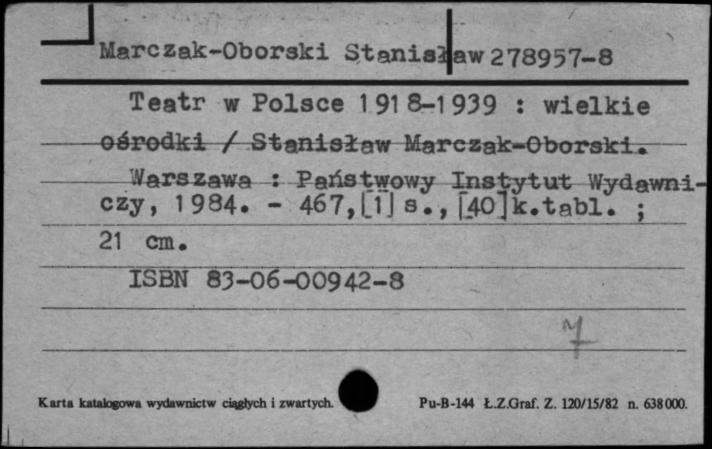 Marczak-Oborski Stanisław 278957-8
Teatr w Polsce 1918-1939 : wielkie
ośrodki / Stanisław Marczak-Oborski.
Warszawa : Państwowy Instytut Wydawni-
czy, 1984. - 467,[1] s., [40]k.tabl. ;
21 cm.
ISBN 83-06-00942-8
Karta katalogowa wydawnictw ciągłych i zwartych. Pu-B-144 Ł.Z.Graf. Z. 120/15/82 n. 638000.